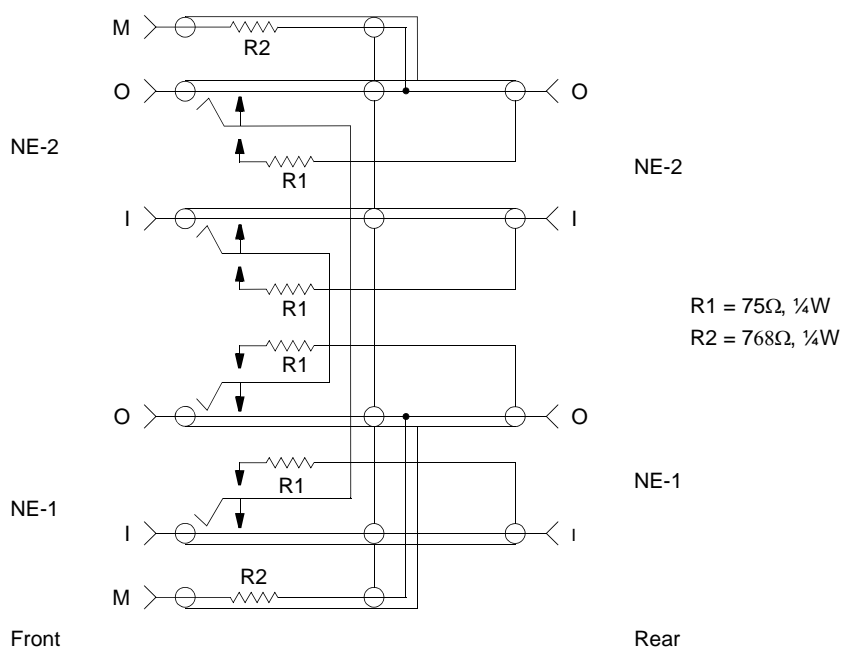 M
R2
O
O
NE-2
NE-2
R1
I
I
R1
R1 = 75Ω, ¼W
R2 = 768Ω, ¼W
R1
O
O
R1
NE-1
NE-1
I
I
R2
M
Front
Rear